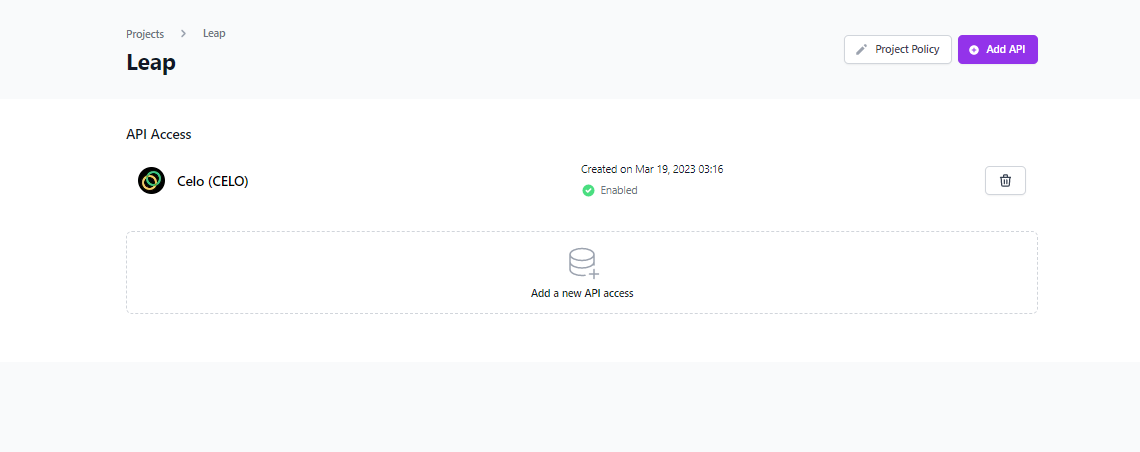 Projects > Leap
Leap
Project Policy
Add API
API Access
Celo (CELO)
Created on Mar 19, 2023 03:16
Enabled
Add a new API access